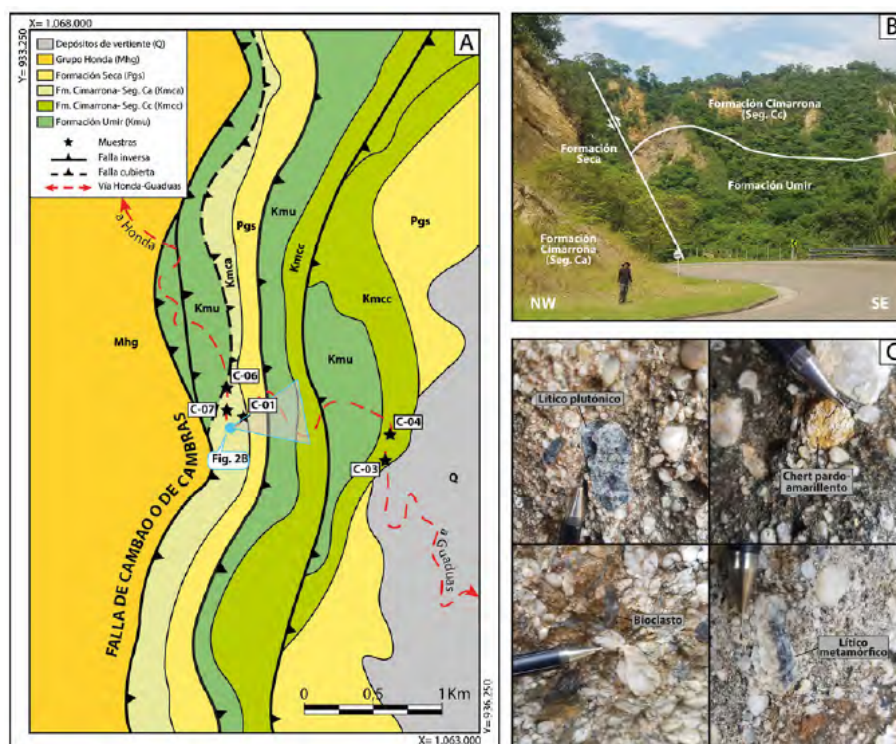 X= 1.068.000
Y= 933.250
A
Depósitos de vertiente (Q)
Grupo Honda (Mhg)
Formación Seca (Pgs)
Fm. Cimarrona- Seg. Ca (Kmca)
Fm. Cimarrona- Seg. Cc (Kmcc)
Formación Umir (Kmu)
Muestras
Falla inversa
Falla cubierta
Vía Honda-Guaduas
a Honda
Kmu
Pgs
Kmca
Kmcc
Pgs
Kmu
Kmcc
Mhg
Kmu
C-06
C-07
C-01
C-04
C-03
Fig. 2B
Q
FALLA DE CAMBAO O DE CAMBRAS
a Guaduas
0
0,5
1 Km
Y= 936.250
X= 1.063.000
B
Formación Cimarrona
(Seg. Cc)
Formación
Seca
Formación Umir
Formación
Cimarrona
(Seg. Ca)
NW
SE
C
Lítico plutónico
Chert pardo-
amarillento
Bioclasto
Lítico
metamórfico